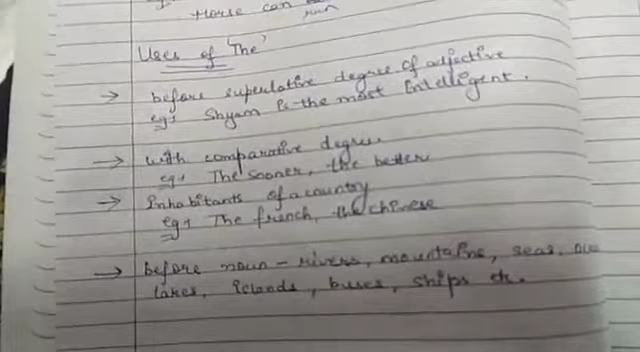 Horse can run
Uses of 'The'
→ before superlative degree of adjective
eg: Shyam is the most intelligent.
→ with comparative degree
eg: The sooner, the better
→ Inhabitants of a country
eg: The french, the chinese
→ before noun - rivers, mountains, seas,
lakes, islands, buses, ships etc.